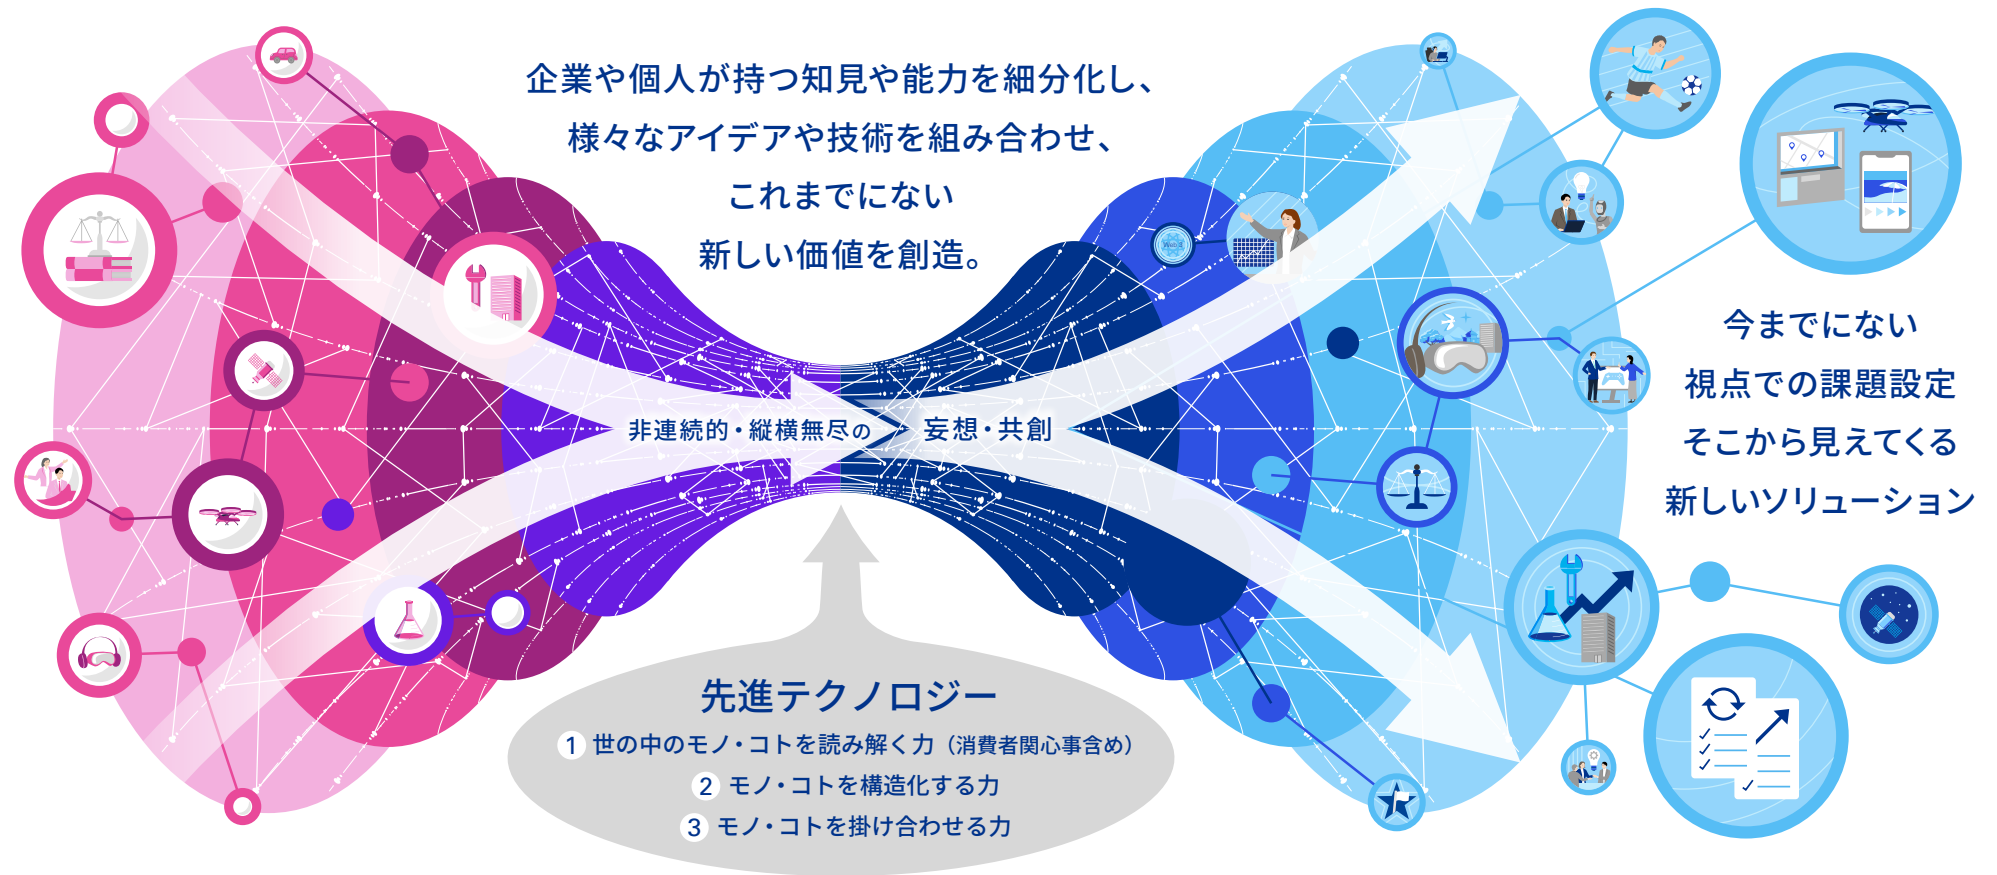 企業や個人が持つ知見や能力を細分化し、
様々なアイデアや技術を組み合わせ、
これまでにない
新しい価値を創造。
Web3
今までにない
視点での課題設定
そこから見えてくる
新しいソリューション
非連続的・縦横無尽の
妄想・共創
先進テクノロジー
1 世の中のモノ・コトを読み解く力（消費者関心事含め）
2 モノ・コトを構造化する力
3 モノ・コトを掛け合わせる力